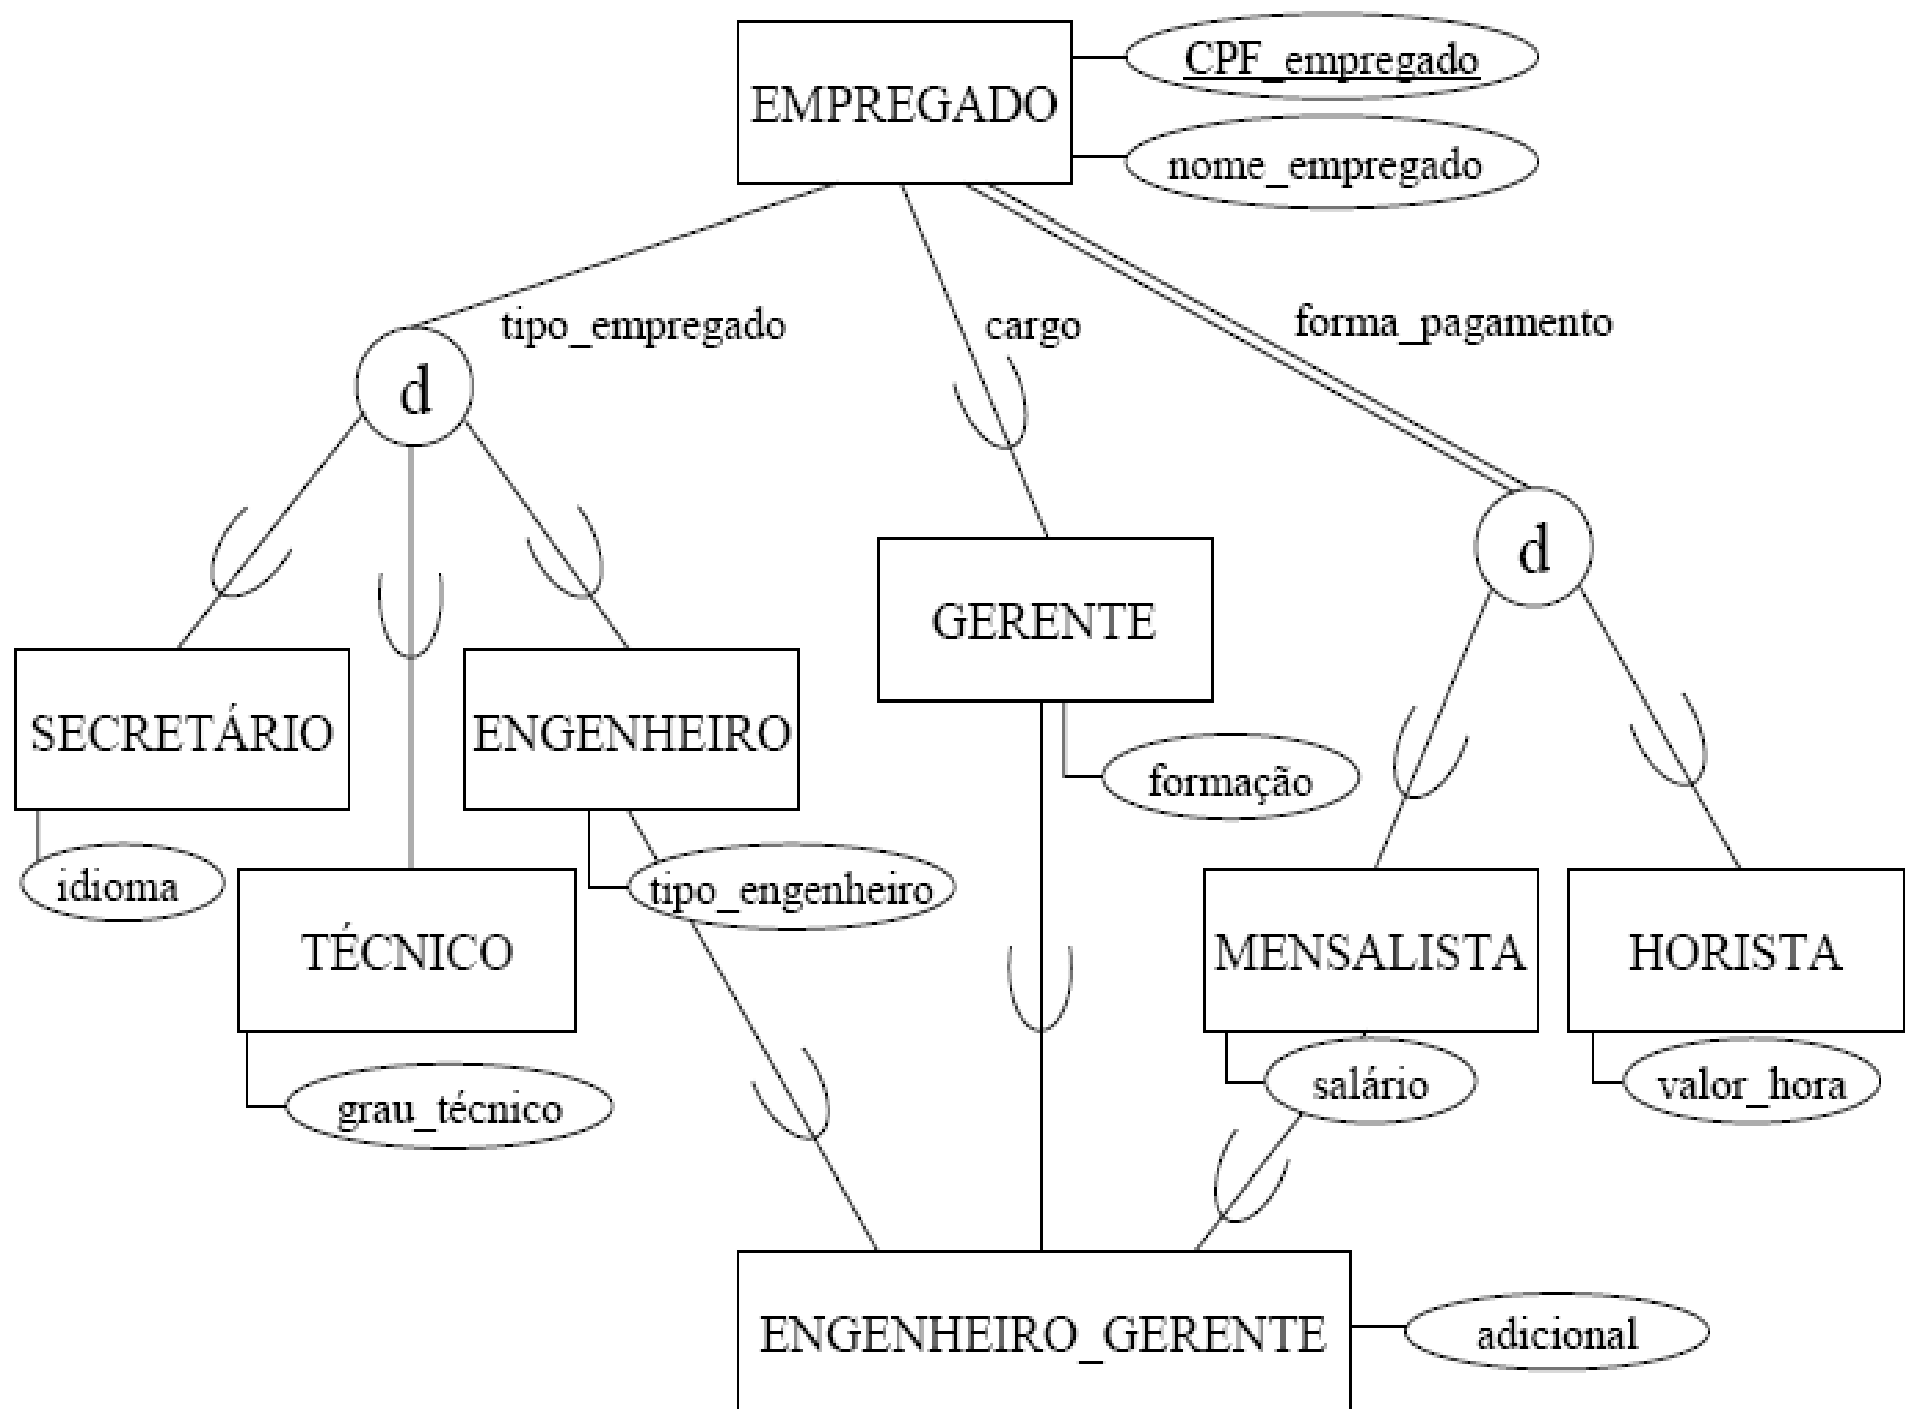 CPF_empregado
EMPREGADO
nome_empregado
tipo_empregado
cargo
forma_pagamento
d
d
GERENTE
SECRETÁRIO
ENGENHEIRO
formação
idioma
tipo_engenheiro
TÉCNICO
MENSALISTA
HORISTA
grau_técnico
salário
valor_hora
ENGENHEIRO_GERENTE
adicional